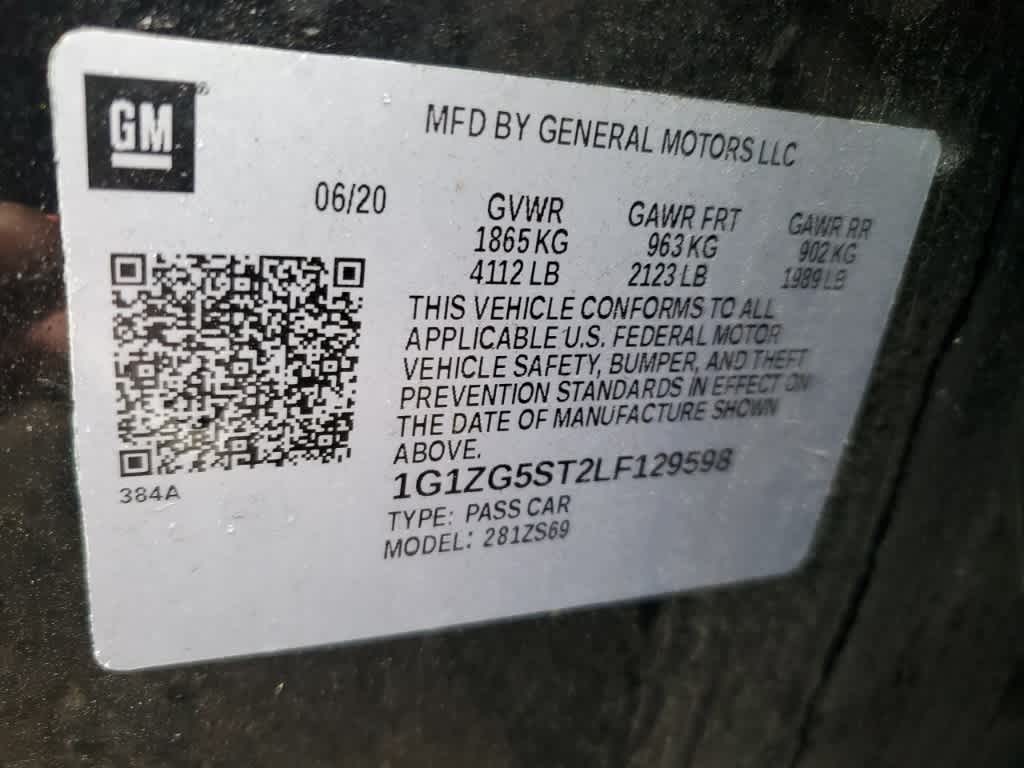 GM
MFD BY GENERAL MOTORS LLC
06/20
GVWR GAWR FRT GAWR RR
1865 KG 963 KG 902 KG
4112 LB 2123 LB 1989 LB
THIS VEHICLE CONFORMS TO ALL
APPLICABLE U.S. FEDERAL MOTOR
VEHICLE SAFETY, BUMPER, AND THEFT
PREVENTION STANDARDS IN EFFECT ON
THE DATE OF MANUFACTURE SHOWN
ABOVE.
384A
1G1ZG5ST2LF129598
TYPE: PASS CAR
MODEL: 281ZS69